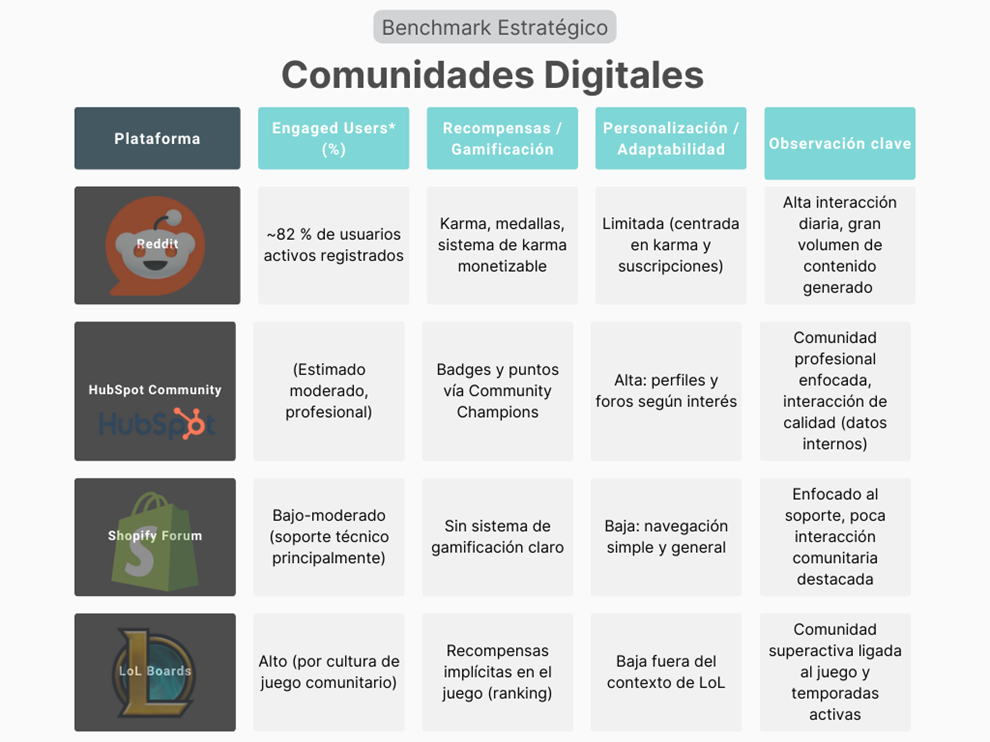 Benchmark Estratégico
Comunidades Digitales
Plataforma
Engaged Users*
(%)
Recompensas /
Gamificación
Personalización /
Adaptabilidad
Observación clave
Reddit
~82 % de usuarios
activos registrados
Karma, medallas,
sistema de karma
monetizable
Limitada (centrada
en karma y
suscripciones)
Alta interacción
diaria, gran
volumen de
contenido
generado
HubSpot Community
HubSpot
(Estimado
moderado,
profesional)
Badges y puntos
vía Community
Champions
Alta: perfiles y
foros según interés
Comunidad
profesional
enfocada,
interacción de
calidad (datos
internos)
Shopify Forum
S
Bajo-moderado
(soporte técnico
principalmente)
Sin sistema de
gamificación claro
Baja: navegación
simple y general
Enfocado al
soporte, poca
interacción
comunitaria
destacada
LoL Boards
L
Alto (por cultura de
juego comunitario)
Recompensas
implícitas en el
juego (ranking)
Baja fuera del
contexto de LoL
Comunidad
superactiva ligada
al juego y
temporadas
activas